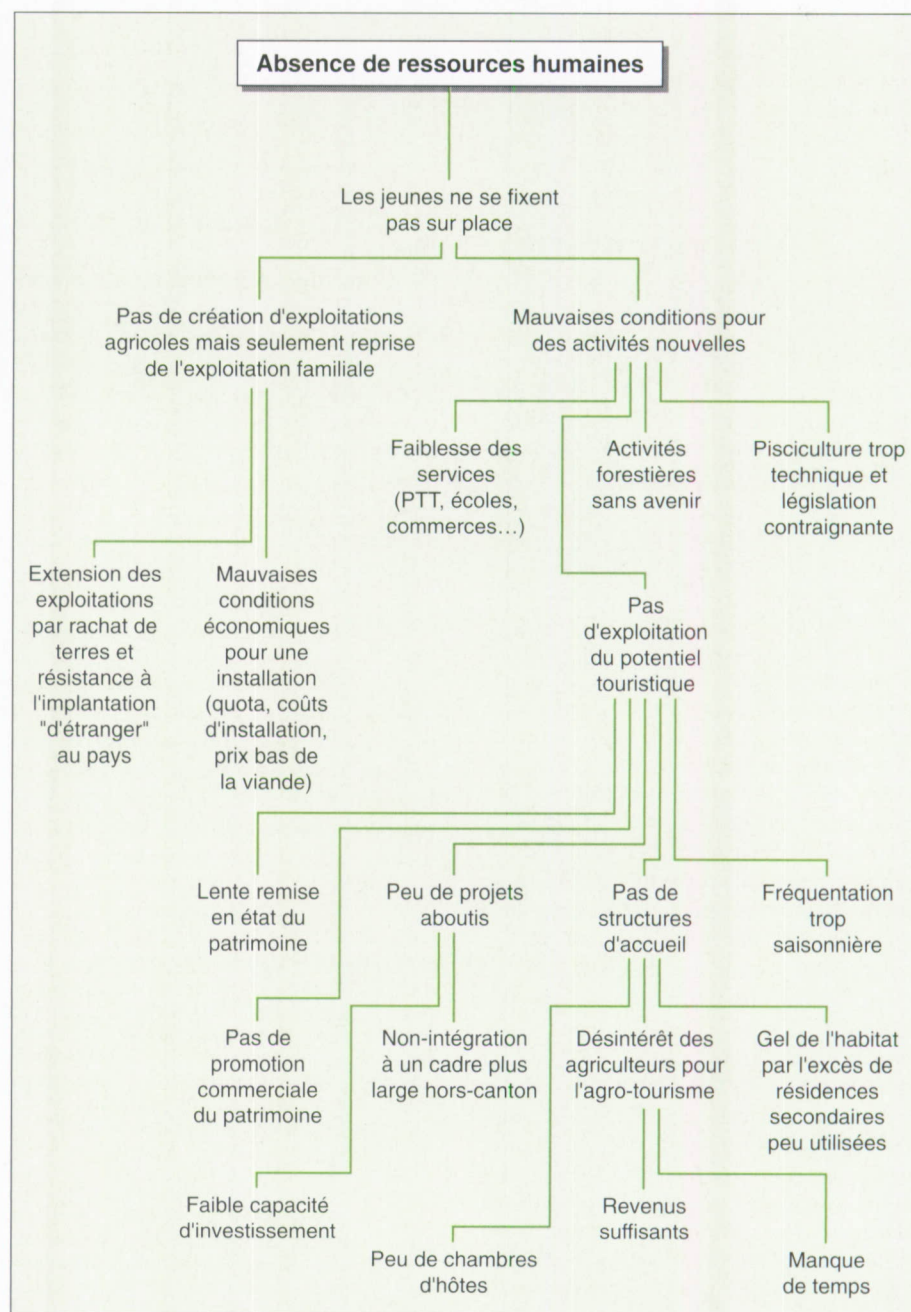 Absence de ressources humaines
Les jeunes ne se fixent
pas sur place
Pas de création d'exploitations
agricoles mais seulement reprise
de l'exploitation familiale
Mauvaises conditions pour
des activités nouvelles
Faiblesse des
services
(PTT, écoles,
commerces…)
Activités
forestières
sans avenir
Pisciculture trop
technique et
législation
contraignante
Extension des
exploitations
par rachat de
terres et
résistance à
l'implantation
"d'étranger"
au pays
Mauvaises
conditions
économiques
pour une
installation
(quota, coûts
d'installation,
prix bas de
la viande)
Pas
d'exploitation
du potentiel
touristique
Lente remise
en état du
patrimoine
Peu de projets
aboutis
Pas de
structures
d'accueil
Fréquentation
trop
saisonnière
Pas de
promotion
commerciale
du patrimoine
Non-intégration
à un cadre plus
large hors-canton
Désintérêt des
agriculteurs pour
l'agro-tourisme
Gel de l'habitat
par l'excès de
résidences
secondaires
peu utilisées
Faible capacité
d'investissement
Peu de chambres
d'hôtes
Revenus
suffisants
Manque
de temps